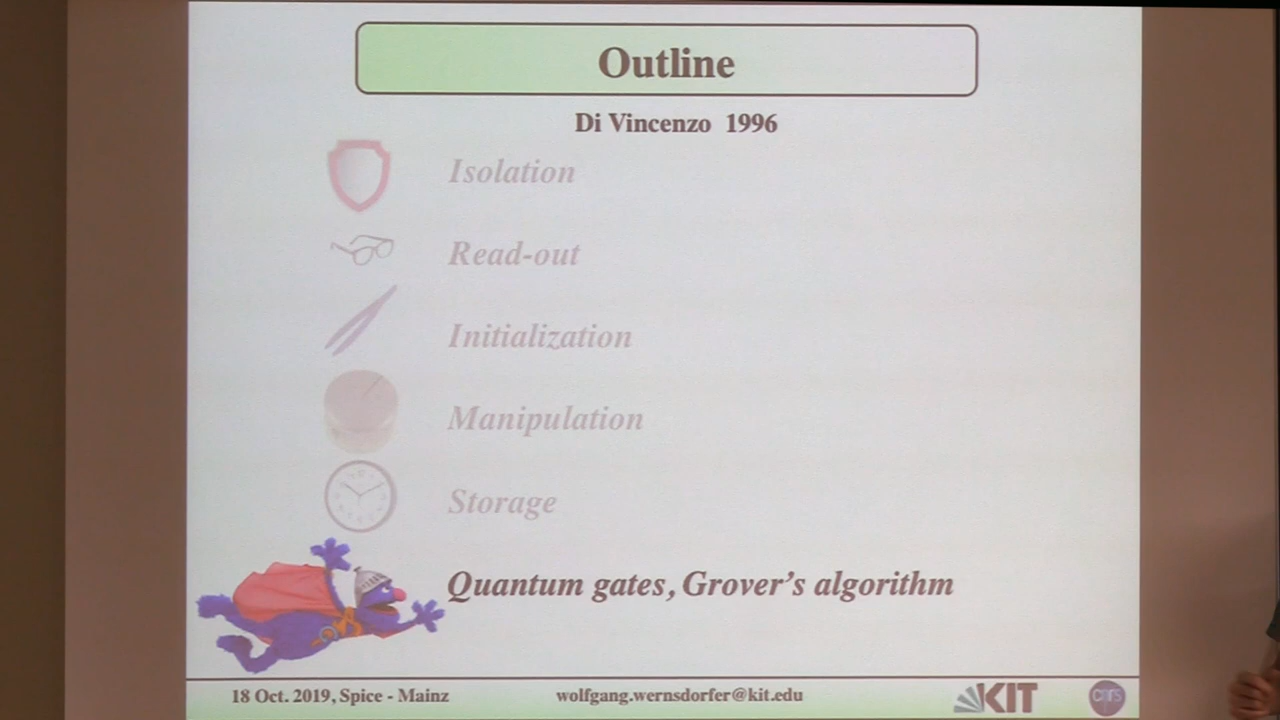 Outline
Di Vincenzo 1996
Isolation
Read-out
Initialization
Manipulation
Storage
Quantum gates, Grover's algorithm
18 Oct. 2019, Spice - Mainz wolfgang.wernsdorfer@kit.edu KIT cnrs